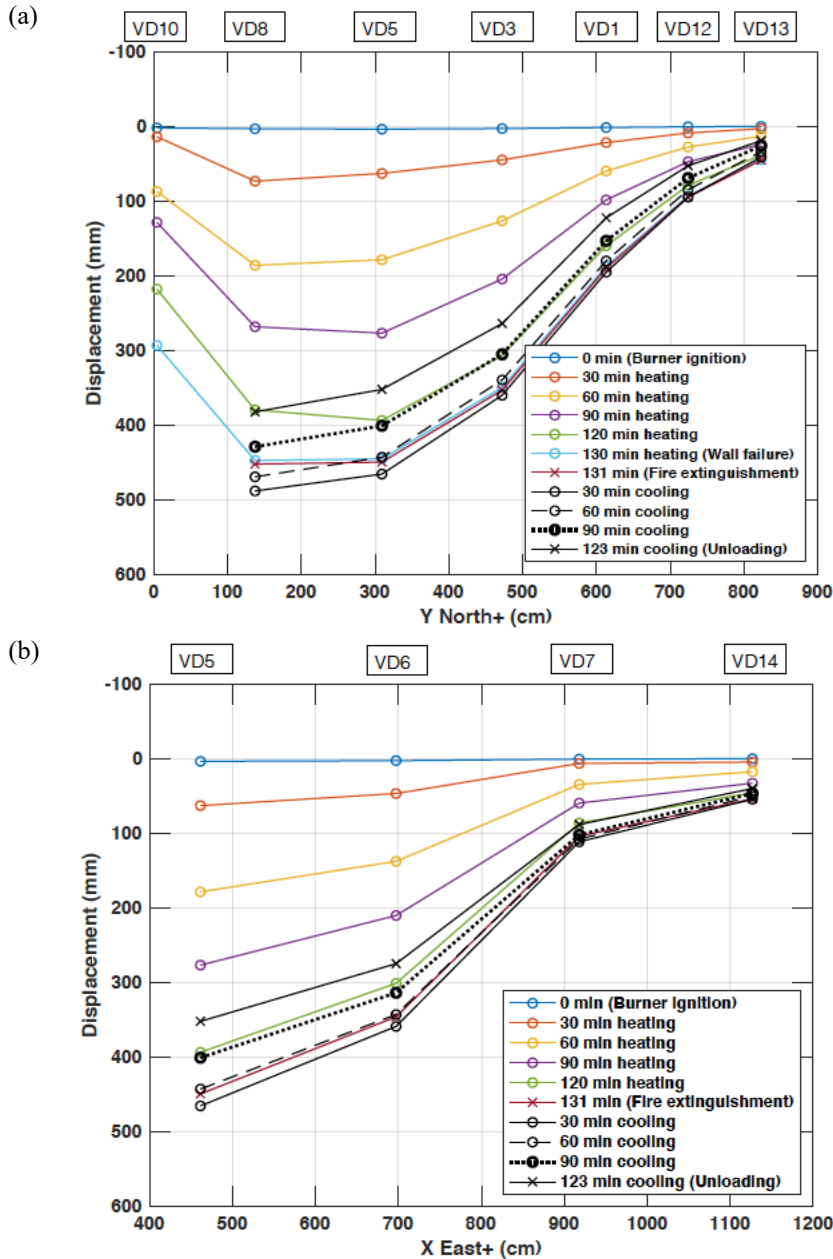 (a)
VD10 VD8 VD5 VD3 VD1 VD12 VD13
-100
0
100
200
300
400
500
600
Displacement (mm)
0 min (Burner ignition)
30 min heating
60 min heating
90 min heating
120 min heating
130 min heating (Wall failure)
131 min (Fire extinguishment)
30 min cooling
60 min cooling
90 min cooling
123 min cooling (Unloading)
0 100 200 300 400 500 600 700 800 900
Y North+ (cm)
(b)
VD5 VD6 VD7 VD14
-100
0
100
200
300
400
500
600
Displacement (mm)
0 min (Burner ignition)
30 min heating
60 min heating
90 min heating
120 min heating
131 min (Fire extinguishment)
30 min cooling
60 min cooling
90 min cooling
123 min cooling (Unloading)
400 500 600 700 800 900 1000 1100 1200
X East+ (cm)